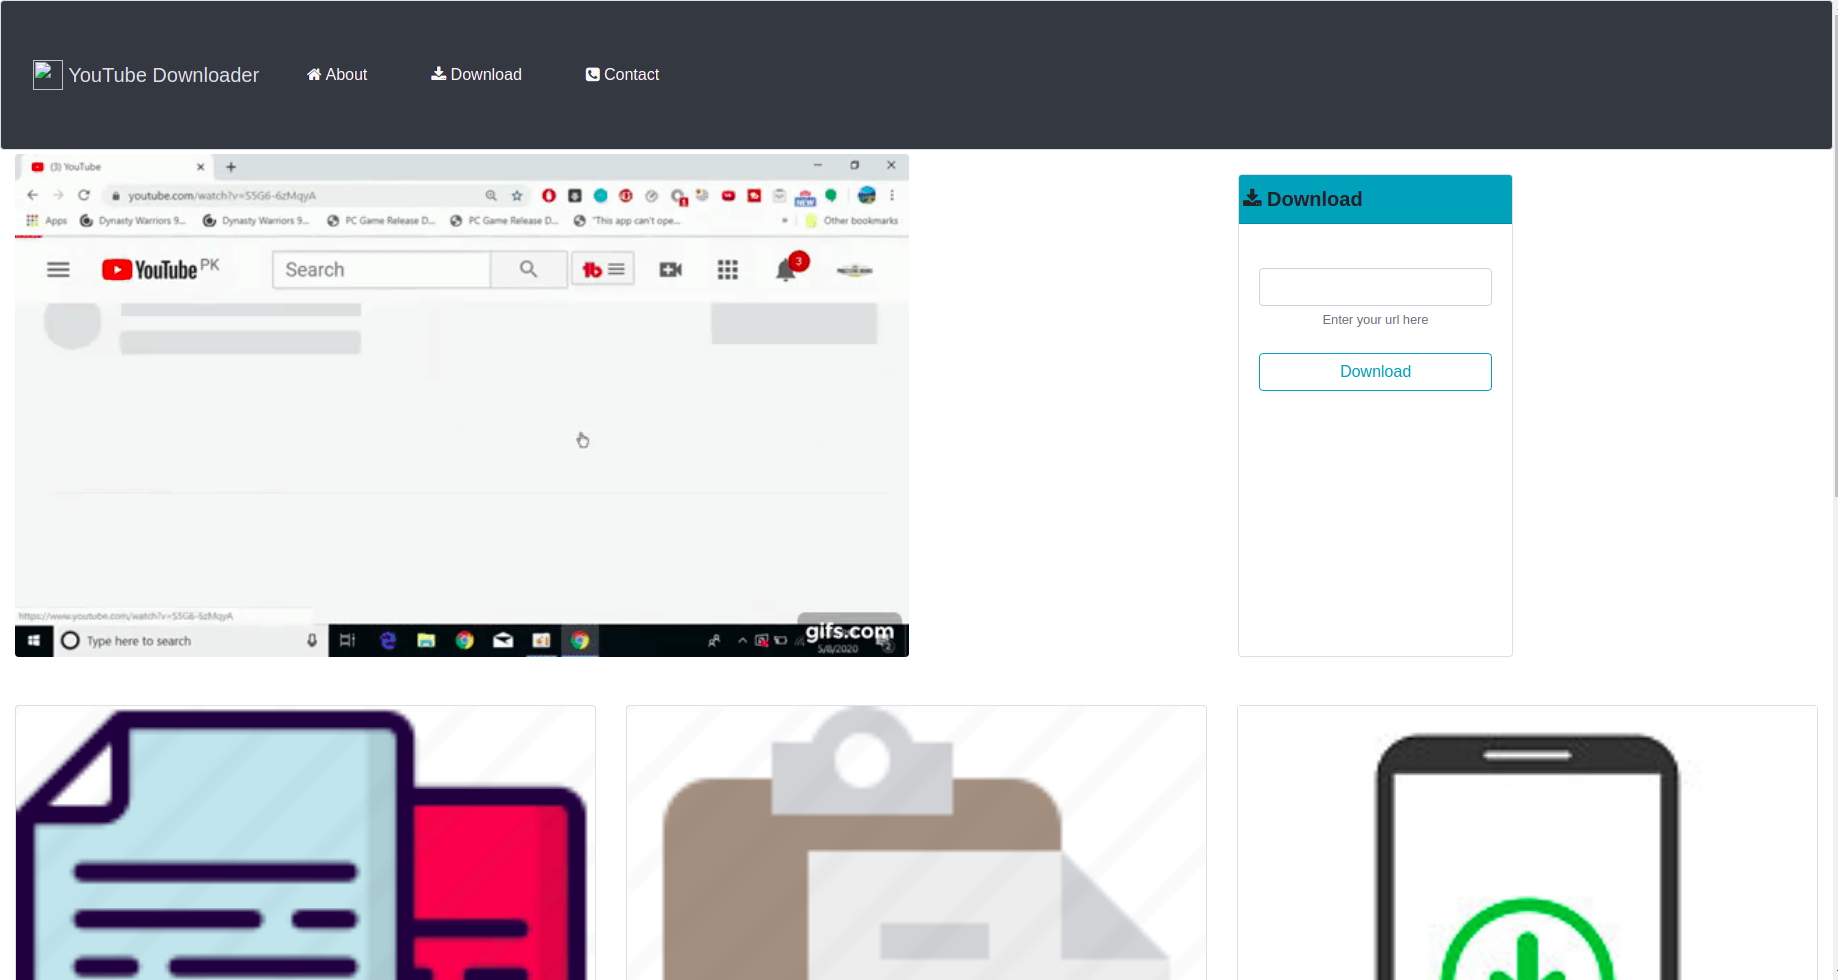 YouTube Downloader About Download Contact
(3) YouTube
youtube.com/watch?v=S5G6-6zMqyA
NEW
Apps Dynasty Warriors 9... Dynasty Warriors 9... PC Game Release D... PC Game Release D... "This app can't ope... » Other bookmarks
YouTube PK Search 3
https://www.youtube.com/watch?v=S5G6-6zMqyA
gifs.com
Type here to search
5/8/2020
2
Download
Enter your url here
Download